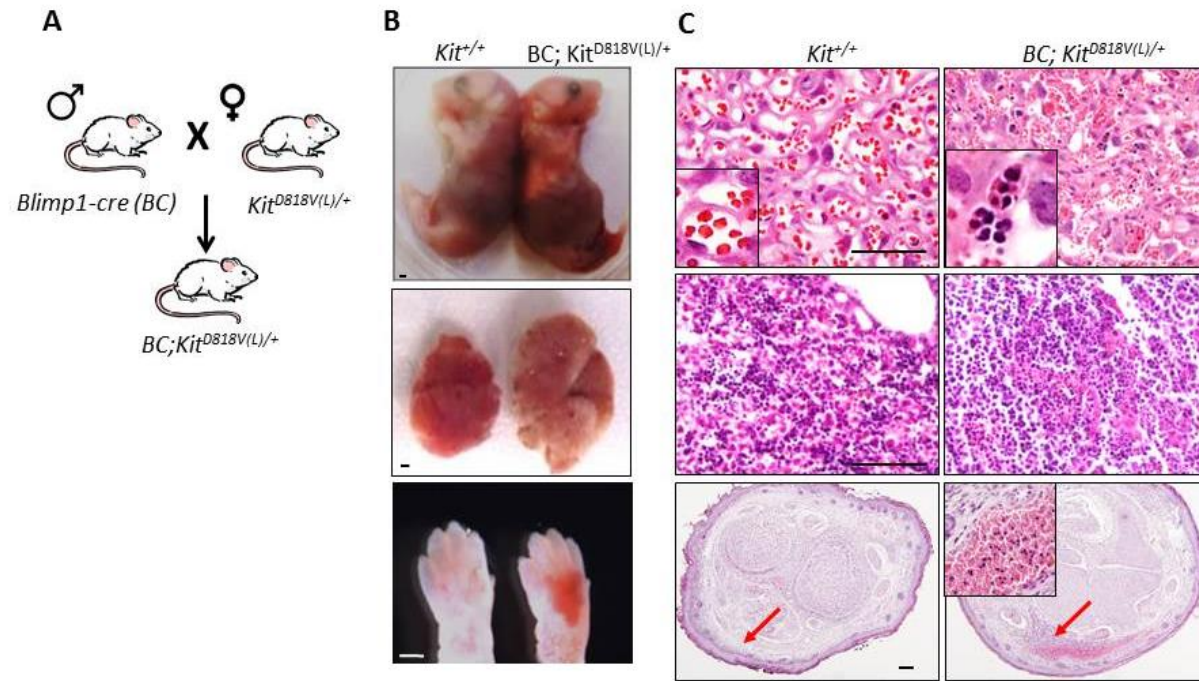 A
♂
♀
X
Blimp1-cre (BC)
Kit^D818V(L)/+
BC;Kit^D818V(L)/+
B
Kit^+/+
BC; Kit^D818V(L)/+
C
Kit^+/+
BC; Kit^D818V(L)/+